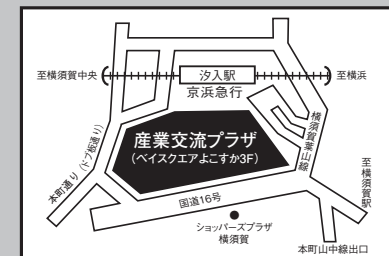 至横須賀中央
汐入駅
至横浜
京浜急行
産業交流プラザ
(ベイスクエアよこすか3F)
横須賀葉山線
本町通り(ドブ板通り)
至横須賀駅
国道16号
ショッパーズプラザ
横須賀
本町山中線出口